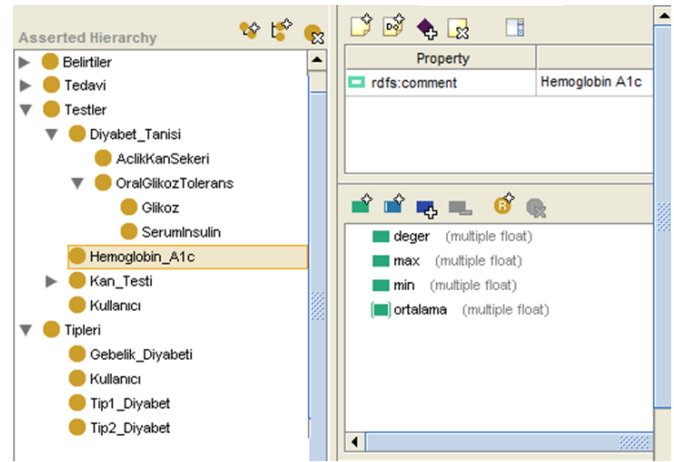 Asserted Hierarchy
Belirtiler
Tedavi
Testler
Diyabet_Tanisi
AclikKanSekeri
OralGlikozTolerans
Glikoz
SerumInsulin
Hemoglobin_A1c
Kan_Testi
Kullanıcı
Tipleri
Gebelik_Diyabeti
Kullanıcı
Tip1_Diyabet
Tip2_Diyabet
Property
rdfs:comment Hemoglobin A1c
deger (multiple float)
max (multiple float)
min (multiple float)
ortalama (multiple float)